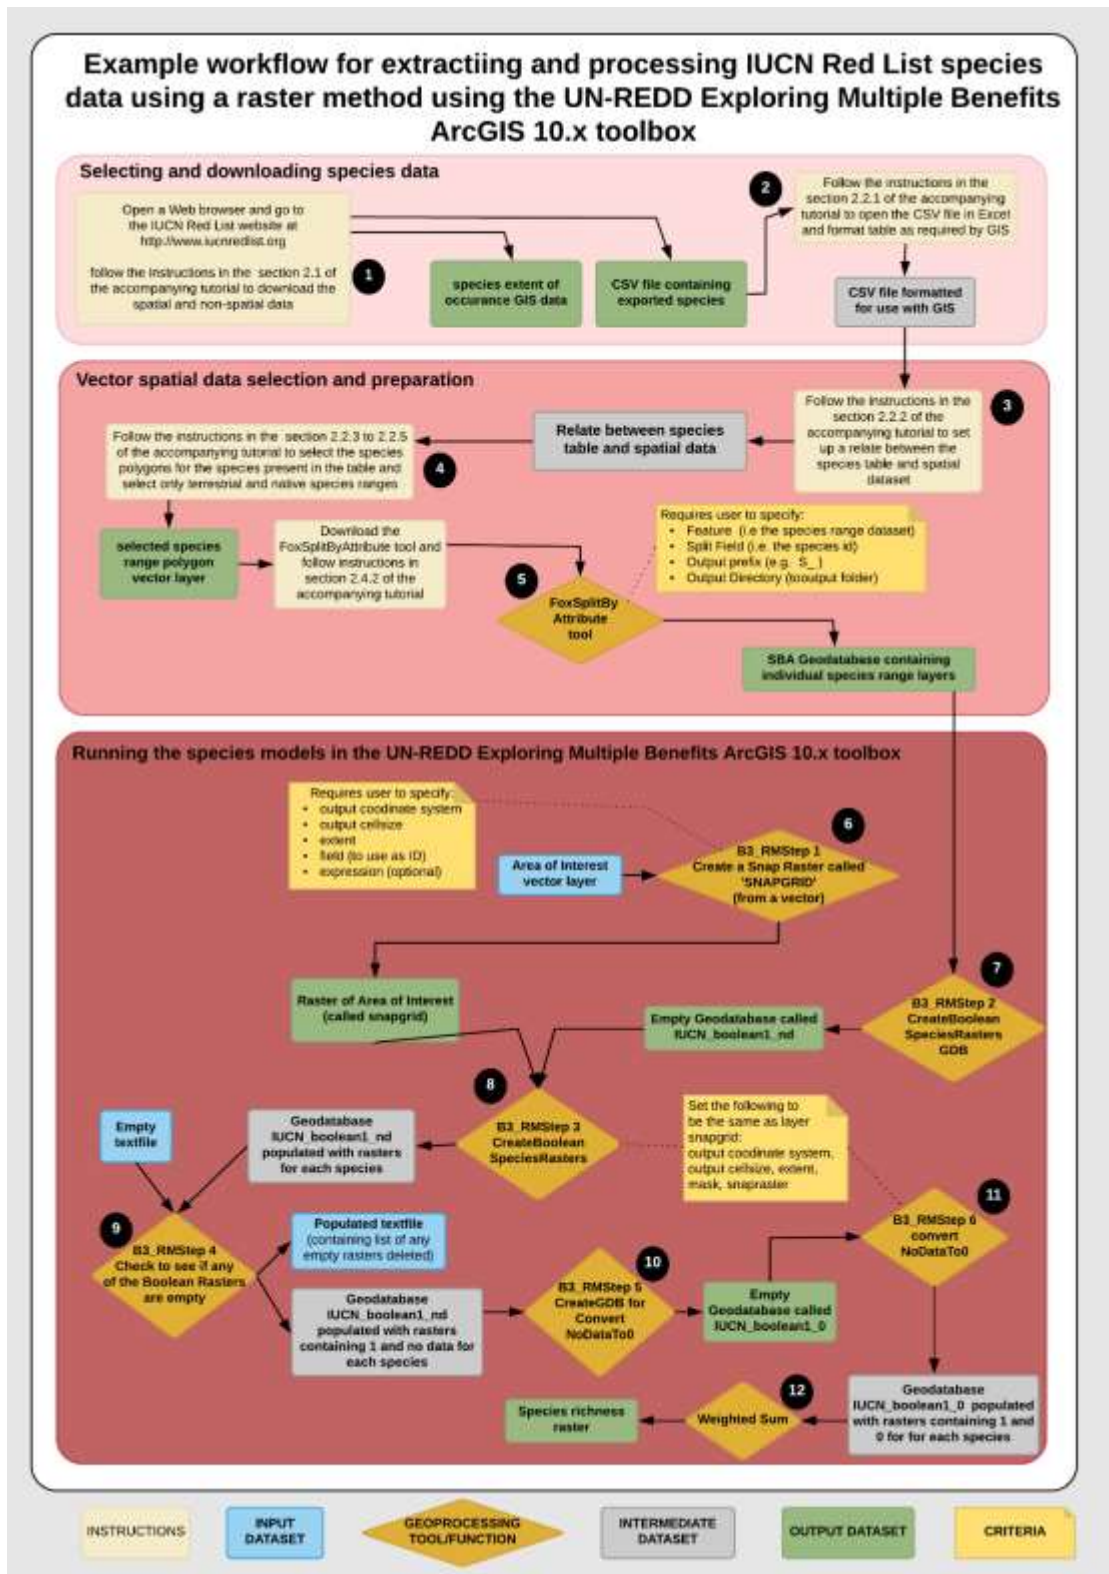 Example workflow for extractiing and processing IUCN Red List species
data using a raster method using the UN-REDD Exploring Multiple Benefits
ArcGIS 10.x toolbox
Selecting and downloading species data
Open a Web browser and go to
the IUCN Red List website at
http://www.iucnredlist.org
follow the instructions in the section 2.1 of
the accompanying tutorial to download the
spatial and non-spatial data
1
species extent of
occurance GIS data
CSV file containing
exported species
2
Follow the instructions in the
section 2.2.1 of the accompanying
tutorial to open the CSV file in Excel
and format table as required by GIS
CSV file formatted
for use with GIS
Vector spatial data selection and preparation
3
Follow the instructions in the
section 2.2.2 of the
accompanying tutorial to set
up a relate between the
species table and spatial
dataset
Relate between species
table and spatial data
Follow the instructions in the section 2.2.3 to 2.2.5
of the accompanying tutorial to select the species
polygons for the species present in the table and
select only terrestrial and native species ranges
4
selected species
range polygon
vector layer
Download the
FoxSplitByAttribute tool and
follow instructions in
section 2.4.2 of the
accompanying tutorial
5
FoxSplitBy
Attribute
tool
Requires user to specify:
• Feature (i.e the species range dataset)
• Split Field (i.e. the species id)
• Output prefix (e.g. S_ )
• Output Directory (tooutput folder)
SBA Geodatabase containing
individual species range layers
Running the species models in the UN-REDD Exploring Multiple Benefits ArcGIS 10.x toolbox
Requires user to specify:
• output coodinate system
• output cellsize
• extent
• field (to use as ID)
• expression (optional)
Area of Interest
vector layer
6
B3_RMStep 1
Create a Snap Raster called
'SNAPGRID'
(from a vector)
Raster of Area of Interest
(called snapgrid)
7
B3_RMStep 2
CreateBoolean
SpeciesRasters
GDB
Empty Geodatabase called
IUCN_boolean1_nd
8
B3_RMStep 3
CreateBoolean
SpeciesRasters
Set the following to
be the same as layer
snapgrid:
output coodinate system,
output cellsize, extent,
mask, snapraster
Geodatabase
IUCN_boolean1_nd
populated with rasters
for each species
Empty
textfile
9
B3_RMStep 4
Check to see if any
of the Boolean Rasters
are empty
Populated textfile
(containing list of any
empty rasters deleted)
Geodatabase
IUCN_boolean1_nd
populated with rasters
containing 1 and no data for
each species
10
B3_RMStep 5
CreateGDB for
Convert
NoDataTo0
Empty
Geodatabase called
IUCN_boolean1_0
11
B3_RMStep 6
convert
NoDataTo0
Geodatabase
IUCN_boolean1_0 populated
with rasters containing 1 and
0 for for each species
12
Weighted Sum
Species richness
raster
INSTRUCTIONS
INPUT
DATASET
GEOPROCESSING
TOOL/FUNCTION
INTERMEDIATE
DATASET
OUTPUT DATASET
CRITERIA